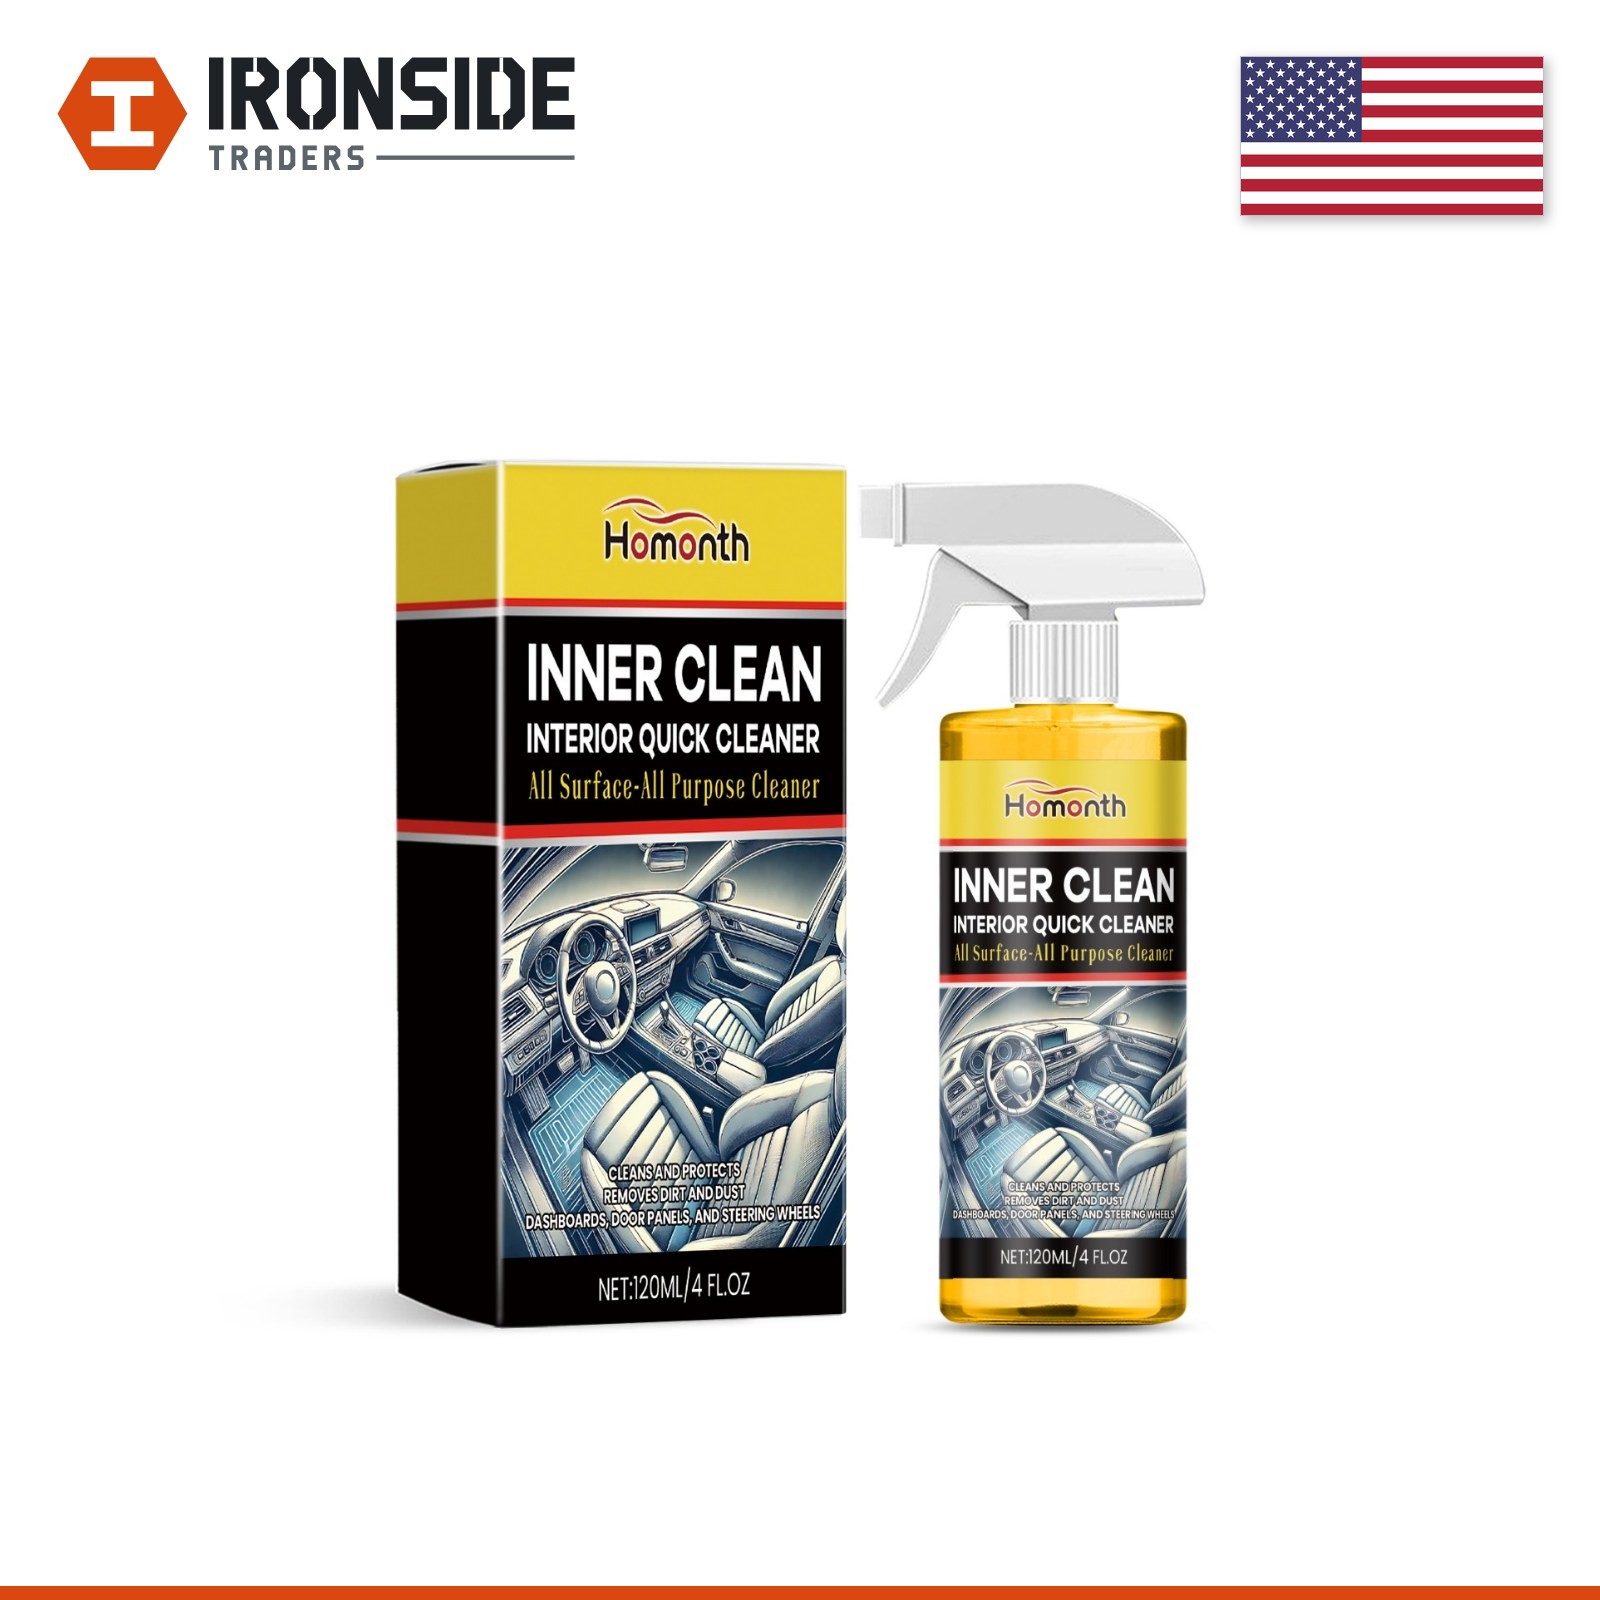 IRONSIDE
TRADERS
Homonth
INNER CLEAN
INTERIOR QUICK CLEANER
All Surface-All Purpose Cleaner
CLEANS AND PROTECTS
REMOVES DIRT AND DUST
DASHBOARDS, DOOR PANELS, AND STEERING WHEELS
NET:120ML/4 FL.OZ
Homonth
INNER CLEAN
INTERIOR QUICK CLEANER
All Surface-All Purpose Cleaner
CLEANS AND PROTECTS
REMOVES DIRT AND DUST
DASHBOARDS, DOOR PANELS, AND STEERING WHEELS
NET:120ML/4 FL.OZ